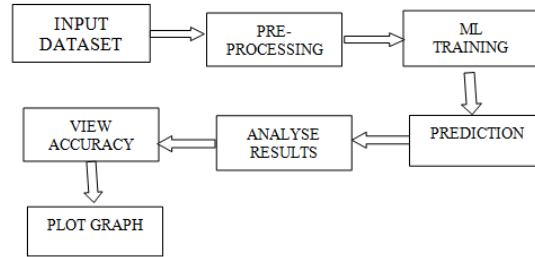 INPUT
DATASET
PRE-
PROCESSING
ML
TRAINING
VIEW
ACCURACY
ANALYSE
RESULTS
PREDICTION
PLOT GRAPH